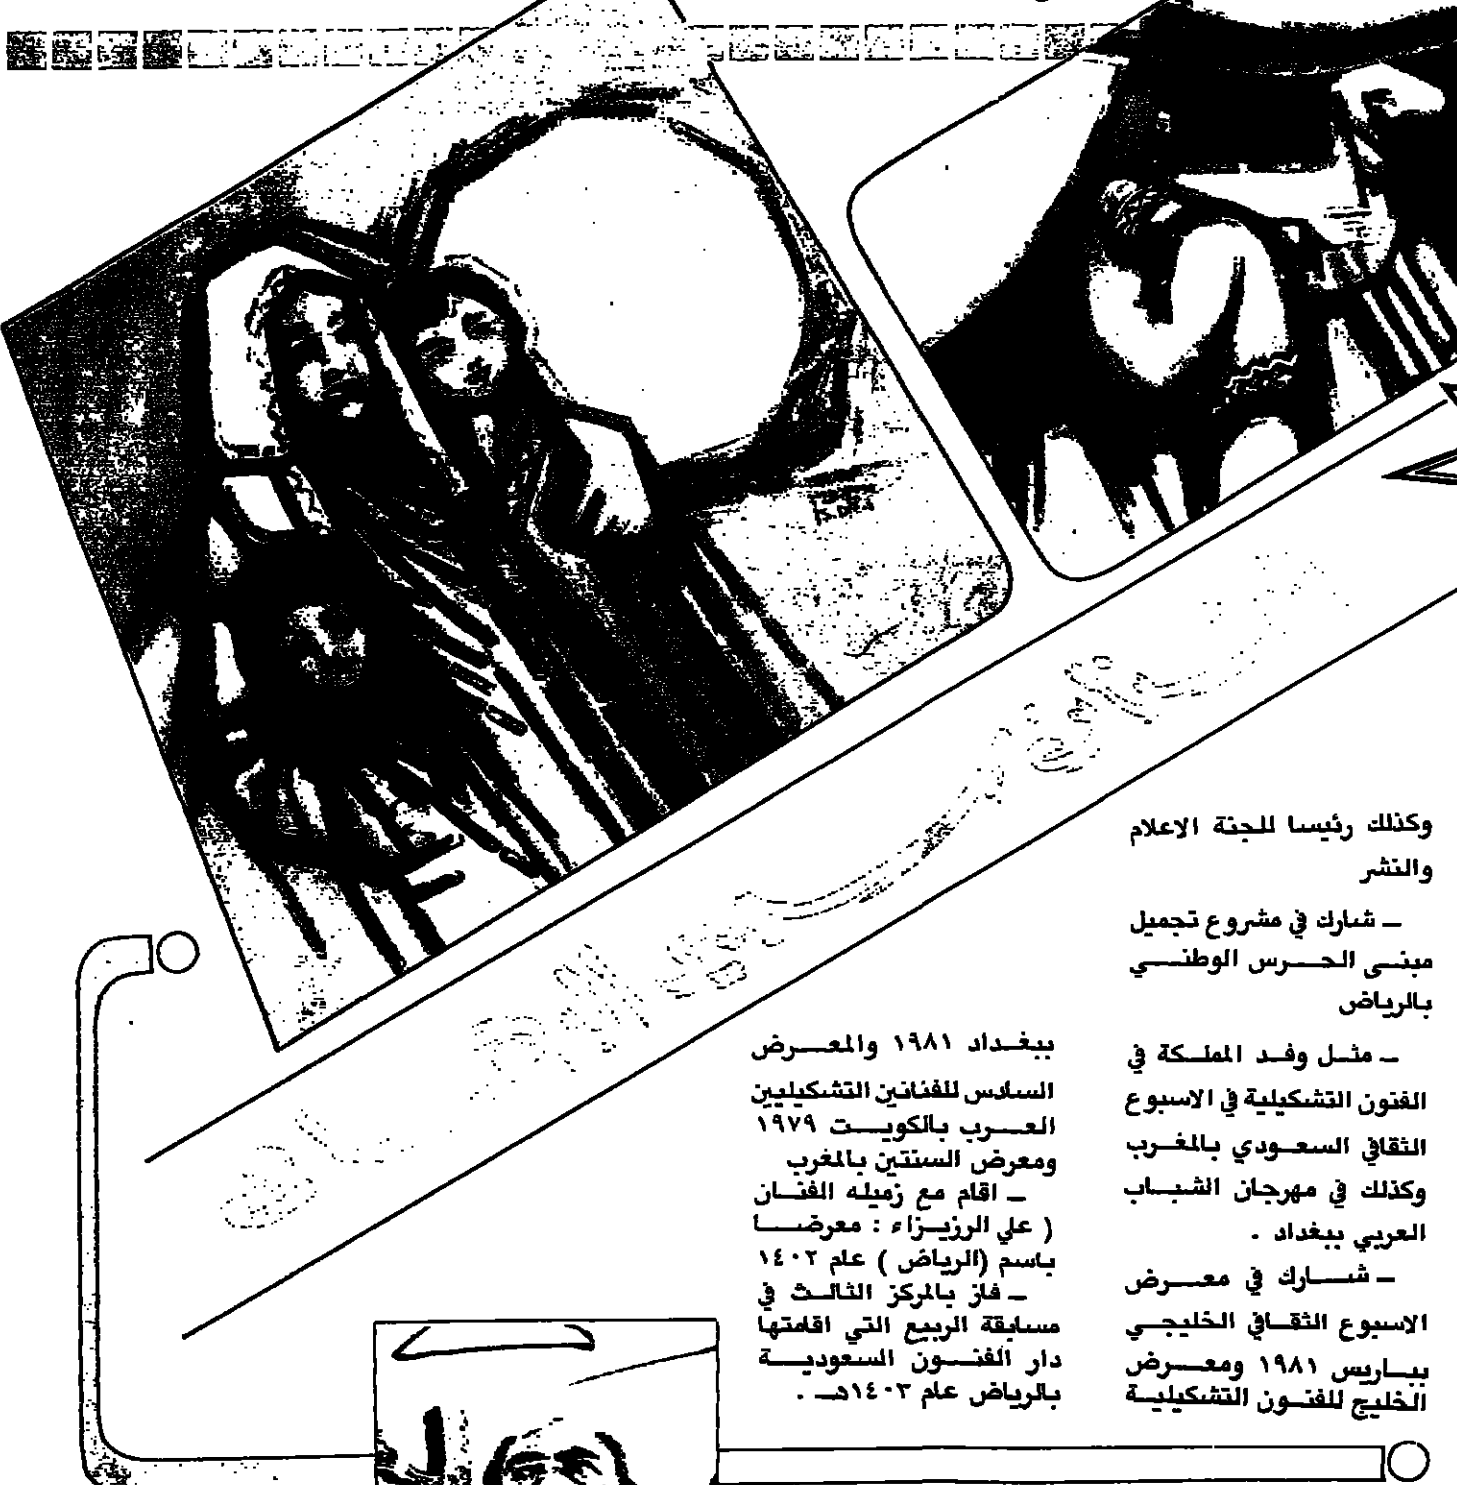 وكذلك رئيسا للجنة الاعلام
والنشر
ـ شارك في مشروع تجميل
مبنى الحرس الوطني
بالرياض
ـ مثل وفد المملكة في
الفنون التشكيلية في الاسبوع
الثقافي السعودي بالمغرب
وكذلك في مهرجان الشباب
العربي ببغداد .
ـ شارك في معرض
الاسبوع الثقافي الخليجي
بباريس ١٩٨١ ومعرض
الخليج للفنون التشكيلية
ببغداد ١٩٨١ والمعرض
السادس للفنانين التشكيليين
العرب بالكويت ١٩٧٩
ومعرض السنتين بالمغرب
ـ اقام مع زميله الفنان
( علي الرزيزاء : معرضا
باسم (الرياض ) عام ١٤٠٢
ـ فاز بالمركز الثالث في
مسابقة الربيع التي اقامتها
دار الفنون السعودية
بالرياض عام ١٤٠٣هـ .